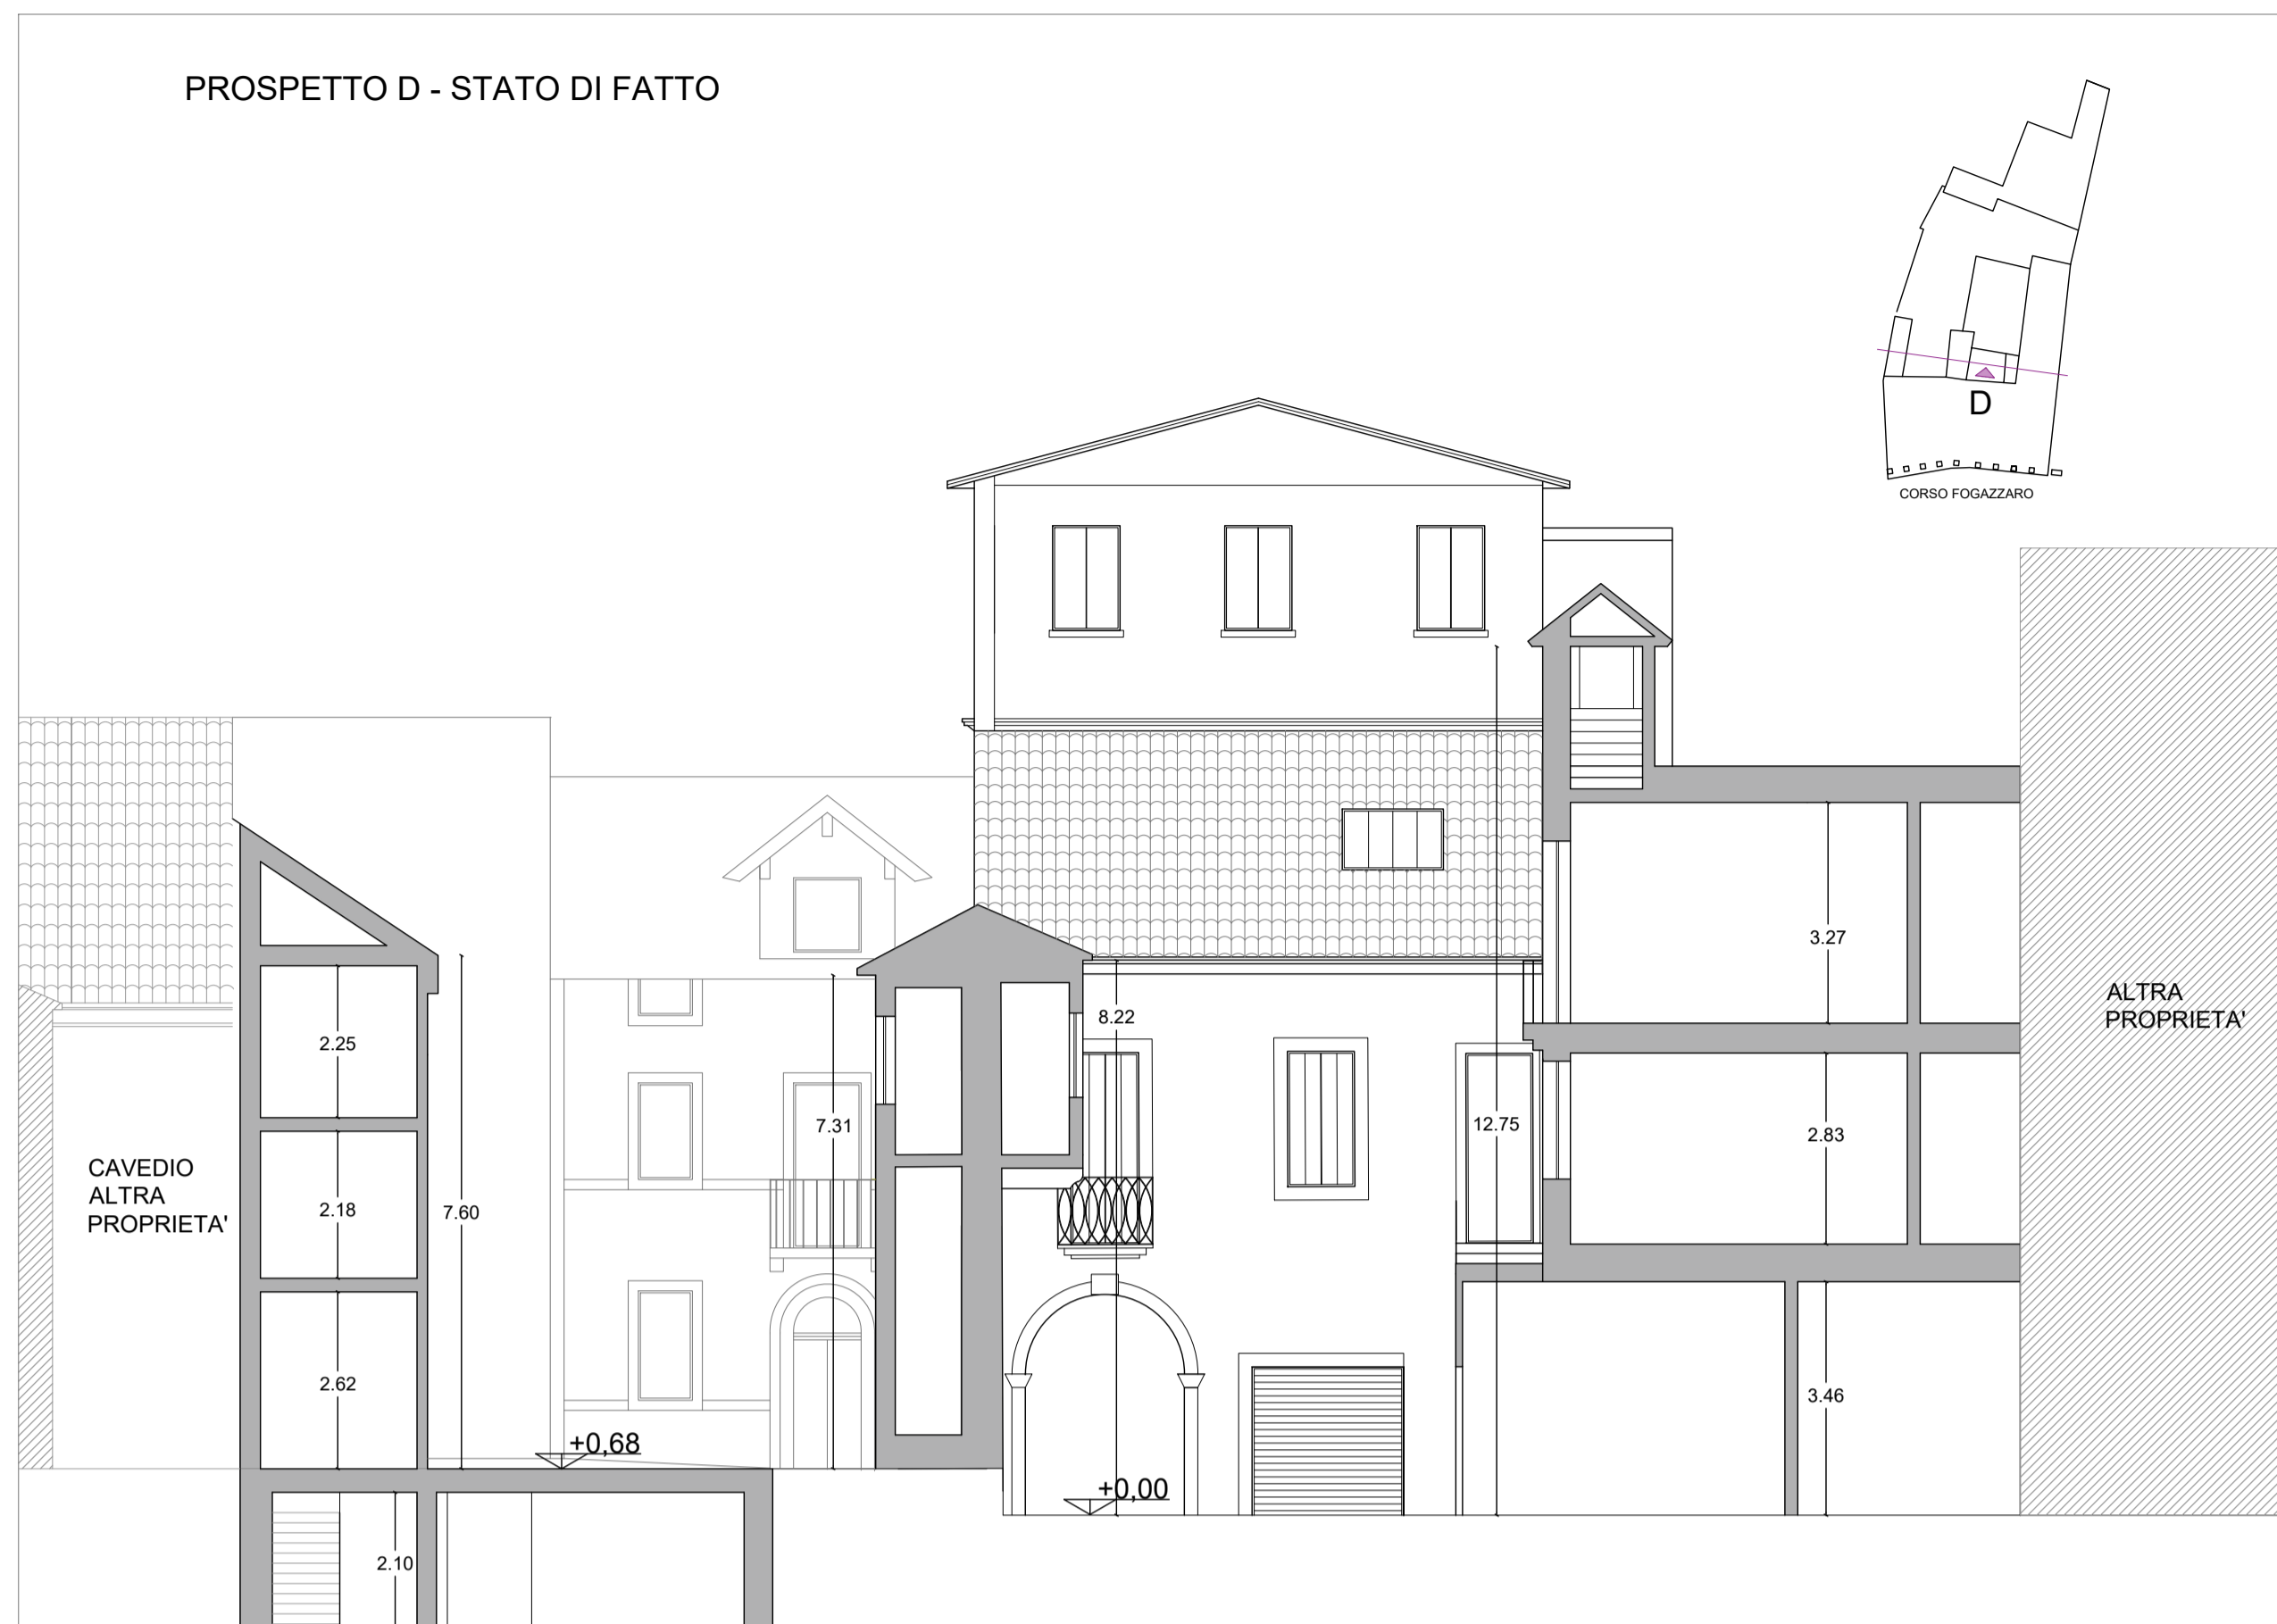 PROSPETTO D - STATO DI FATTO
D
CORSO FOGAZZARO
3.27
ALTRA
PROPRIETA'
8.22
2.25
7.31
12.75
2.83
CAVEDIO
ALTRA
PROPRIETA'
2.18
7.60
2.62
3.46
+0,68
+0,00
2.10